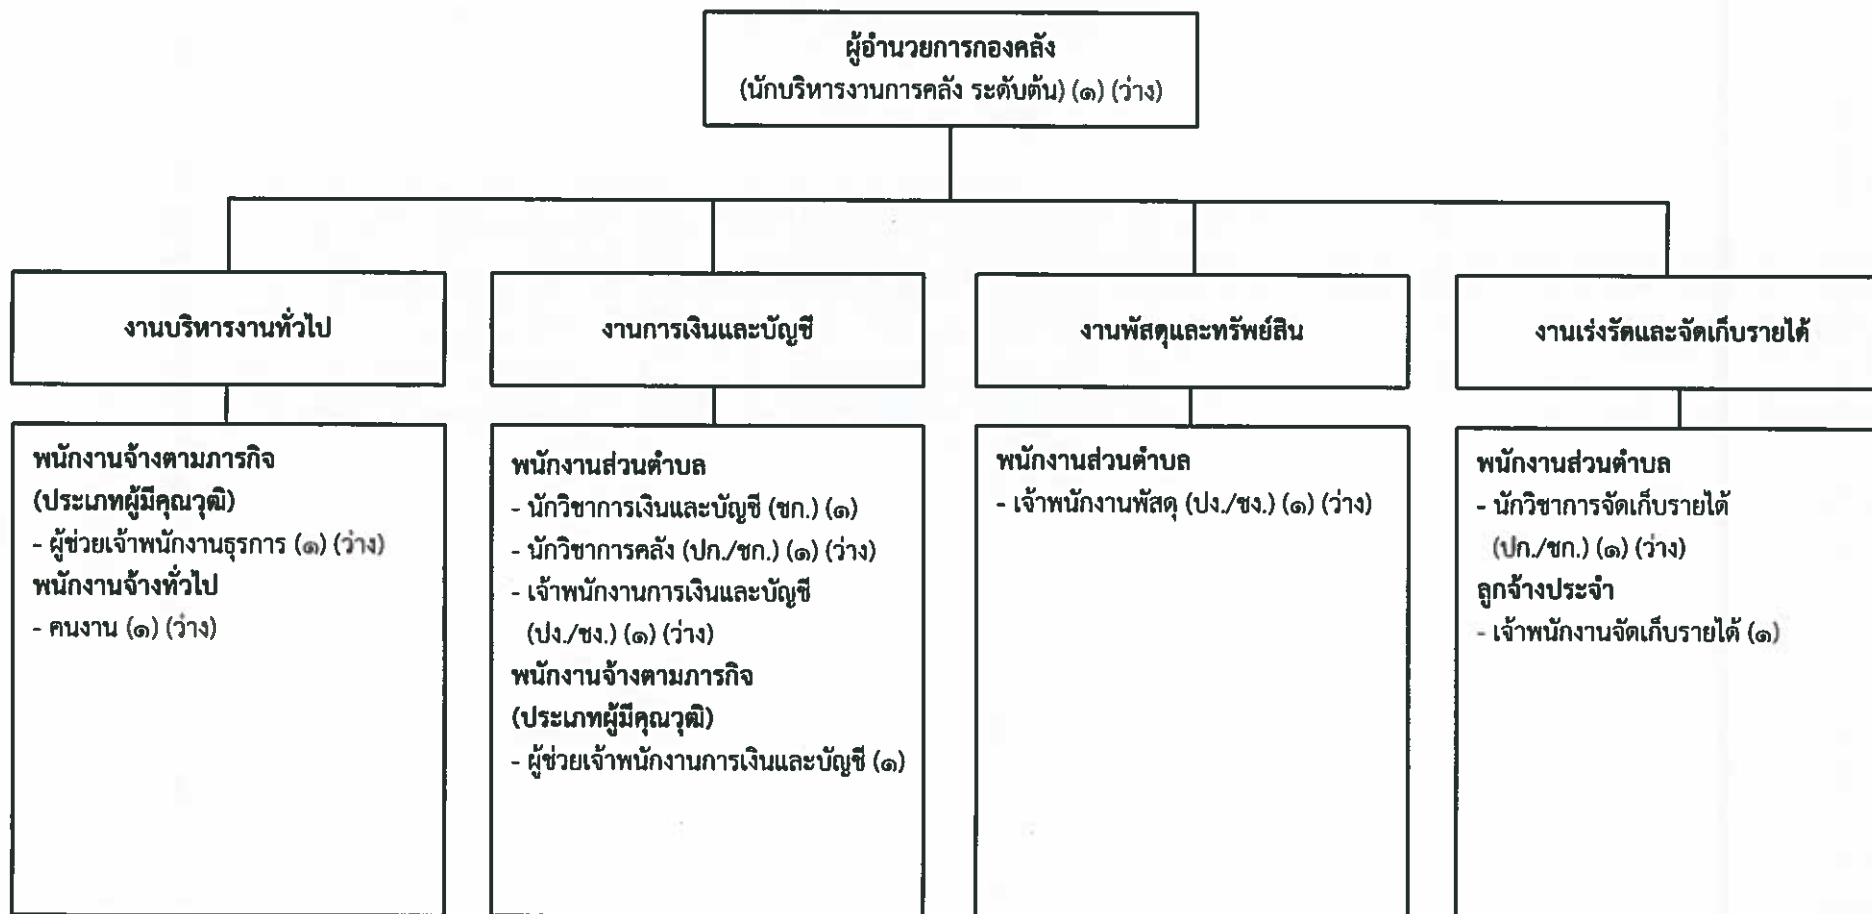 ผู้อำนวยการกองคลัง
(นักบริหารงานการคลัง ระดับต้น) (๑) (ว่าง)
งานบริหารงานทั่วไป
งานการเงินและบัญชี
งานพัสดุและทรัพย์สิน
งานเร่งรัดและจัดเก็บรายได้
พนักงานจ้างตามภารกิจ
(ประเภทผู้มีคุณวุฒิ)
- ผู้ช่วยเจ้าพนักงานธุรการ (๑) (ว่าง)
พนักงานจ้างทั่วไป
- คนงาน (๑) (ว่าง)
พนักงานส่วนตำบล
- นักวิชาการเงินและบัญชี (ชก.) (๑)
- นักวิชาการคลัง (ปก./ชก.) (๑) (ว่าง)
- เจ้าพนักงานการเงินและบัญชี
(ปง./ชง.) (๑) (ว่าง)
พนักงานจ้างตามภารกิจ
(ประเภทผู้มีคุณวุฒิ)
- ผู้ช่วยเจ้าพนักงานการเงินและบัญชี (๑)
พนักงานส่วนตำบล
- เจ้าพนักงานพัสดุ (ปง./ชง.) (๑) (ว่าง)
พนักงานส่วนตำบล
- นักวิชาการจัดเก็บรายได้
(ปก./ชก.) (๑) (ว่าง)
ลูกจ้างประจำ
- เจ้าพนักงานจัดเก็บรายได้ (๑)